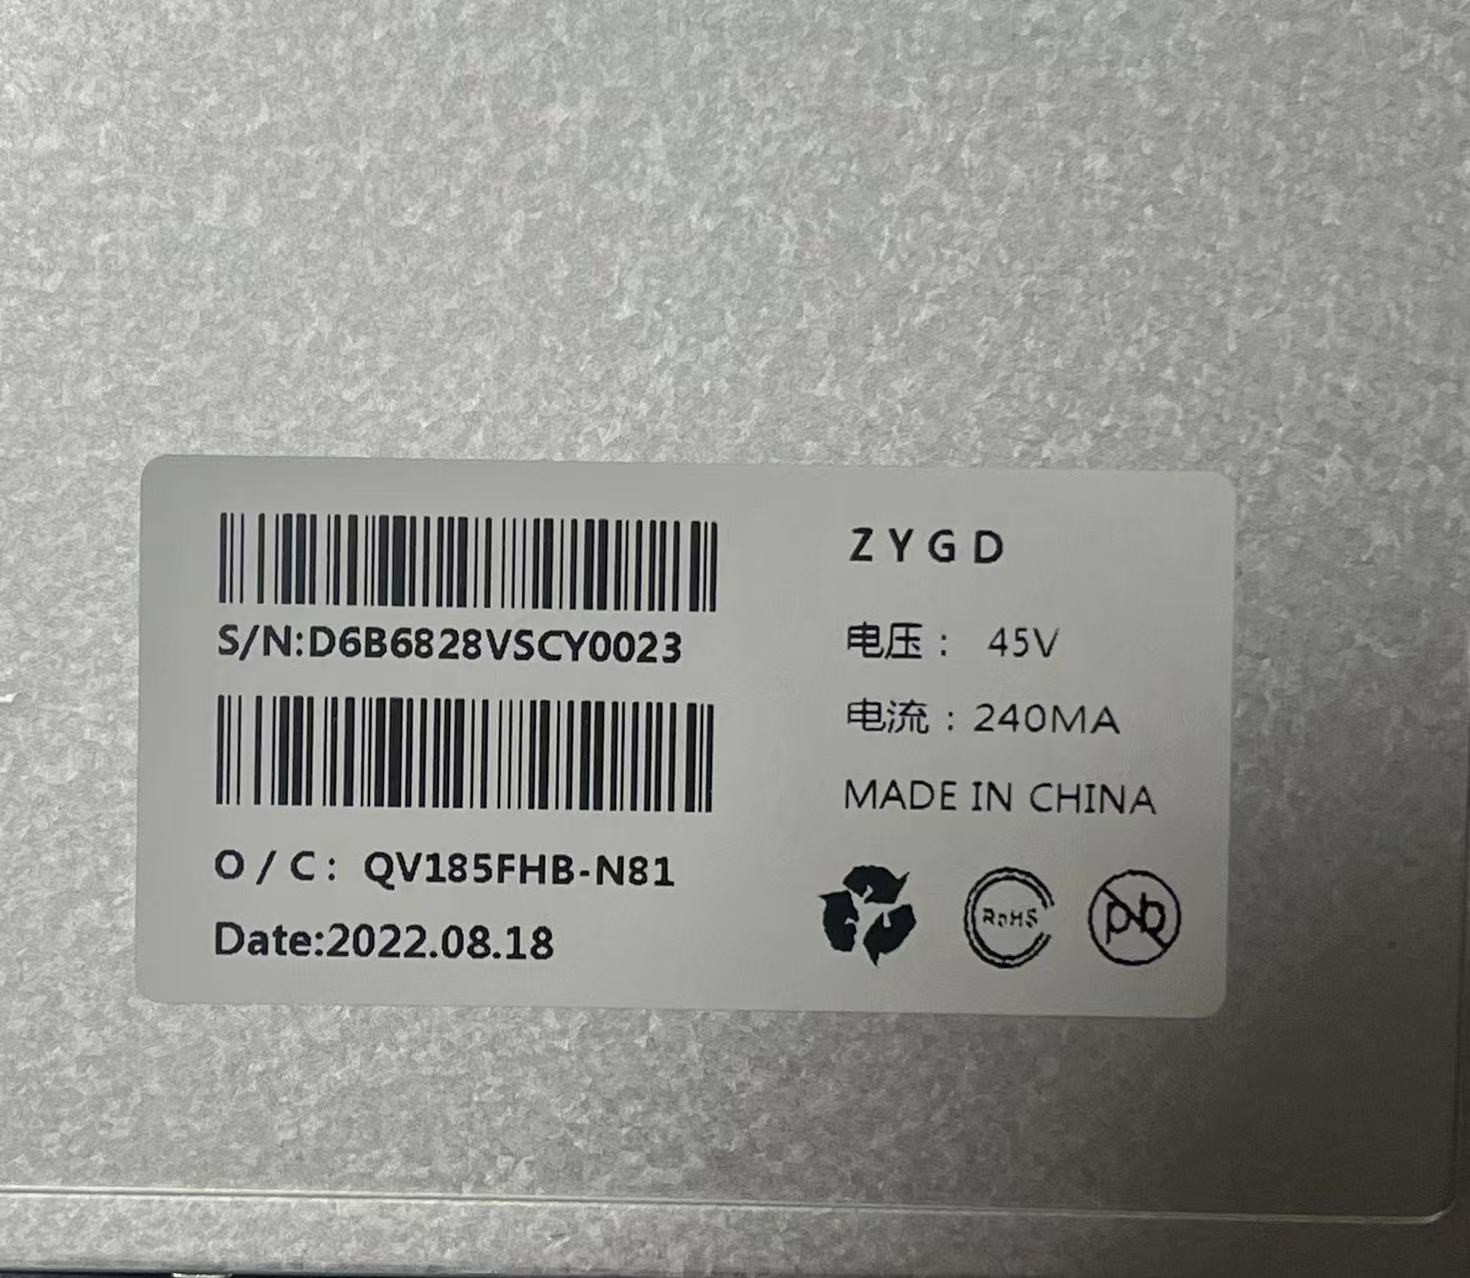 S/N:D6B6828VSCY0023
O / C: QV185FHB-N81
Date:2022.08.18
ZYGD
电压： 45V
电流：240MA
MADE IN CHINA
RoHS
pb